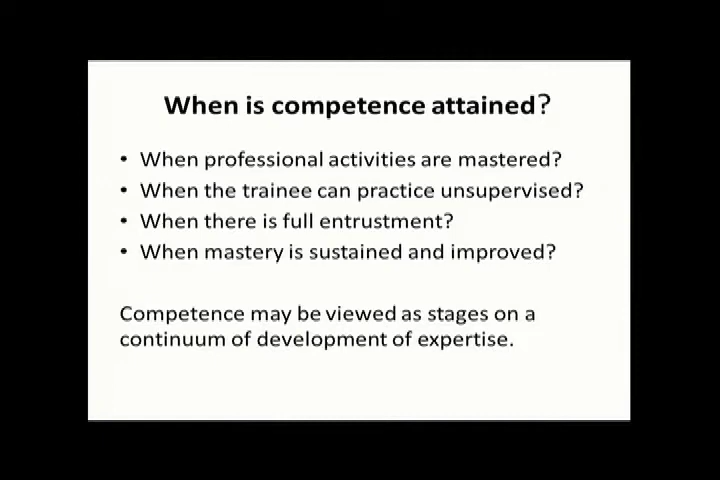 When is competence attained?
• When professional activities are mastered?
• When the trainee can practice unsupervised?
• When there is full entrustment?
• When mastery is sustained and improved?
Competence may be viewed as stages on a
continuum of development of expertise.